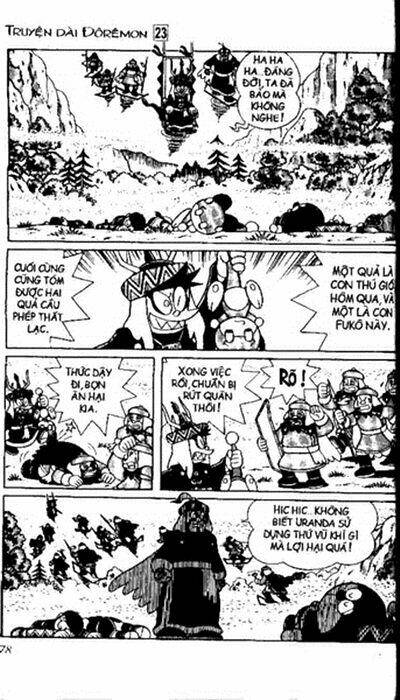 TRUYỆN DÀI ĐÔRÊMON 23
HA HA
HA...ĐÁNG
ĐỜI, TA ĐÃ
BẢO MÀ
KHÔNG
NGHE!
CUỐI CÙNG
CŨNG TÓM
ĐƯỢC HAI
QUẢ CẦU
PHÉP THẤT
LẠC.
MỘT QUẢ LÀ
CON THÚ GIÓ
HÔM QUA, VÀ
MỘT LÀ CON
FUKÔ NÀY.
THỨC DẬY
ĐI, BỌN
ĂN HẠI
KIA.
XONG VIỆC
RỒI, CHUẨN BỊ
RÚT QUÂN
THÔI!
RÕ!
HIC HIC...KHÔNG
BIẾT URANDA SỬ
DỤNG THỨ VŨ KHÍ GÌ
MÀ LỢI HẠI QUÁ!
78